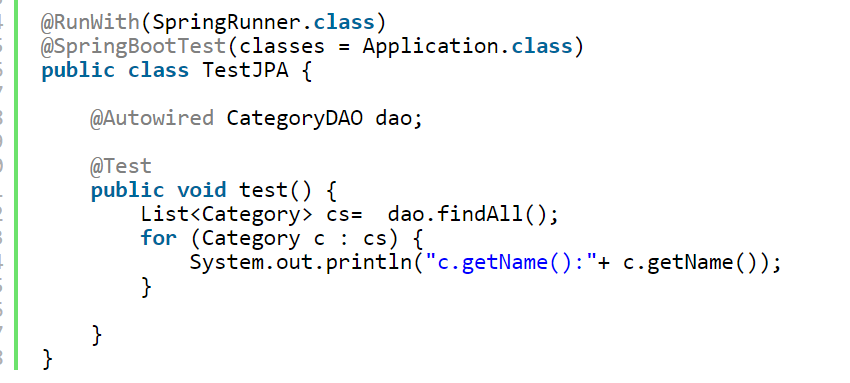 @RunWith(SpringRunner.class)
@SpringBootTest(classes = Application.class)
public class TestJPA {
    @Autowired CategoryDAO dao;
    @Test
    public void test() {
        List<Category> cs=  dao.findAll();
        for (Category c : cs) {
            System.out.println("c.getName():"+ c.getName());
        }
    }
}